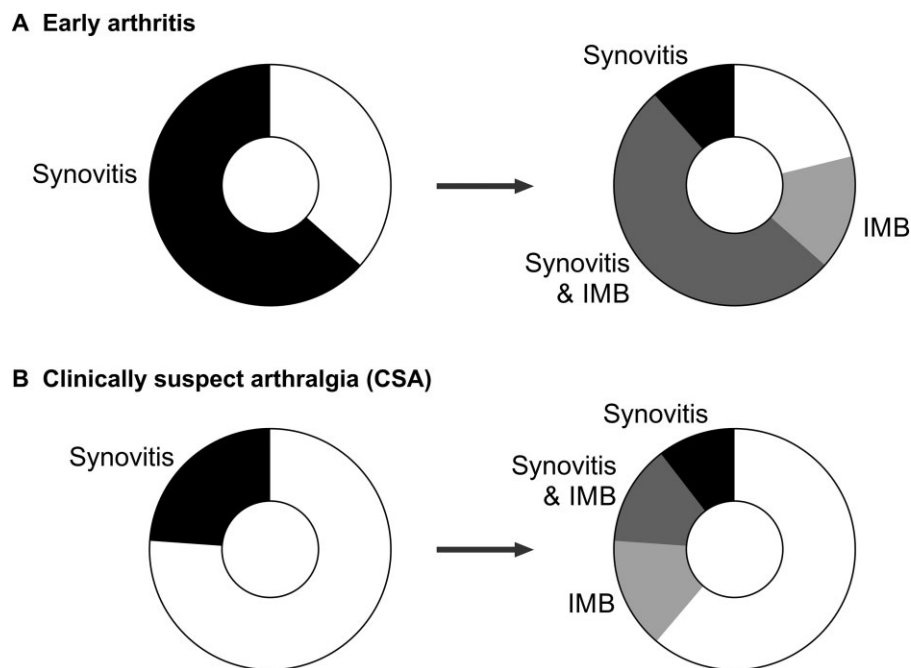 A Early arthritis
Synovitis
Synovitis
IMB
Synovitis
& IMB
B Clinically suspect arthralgia (CSA)
Synovitis
Synovitis
Synovitis
& IMB
IMB